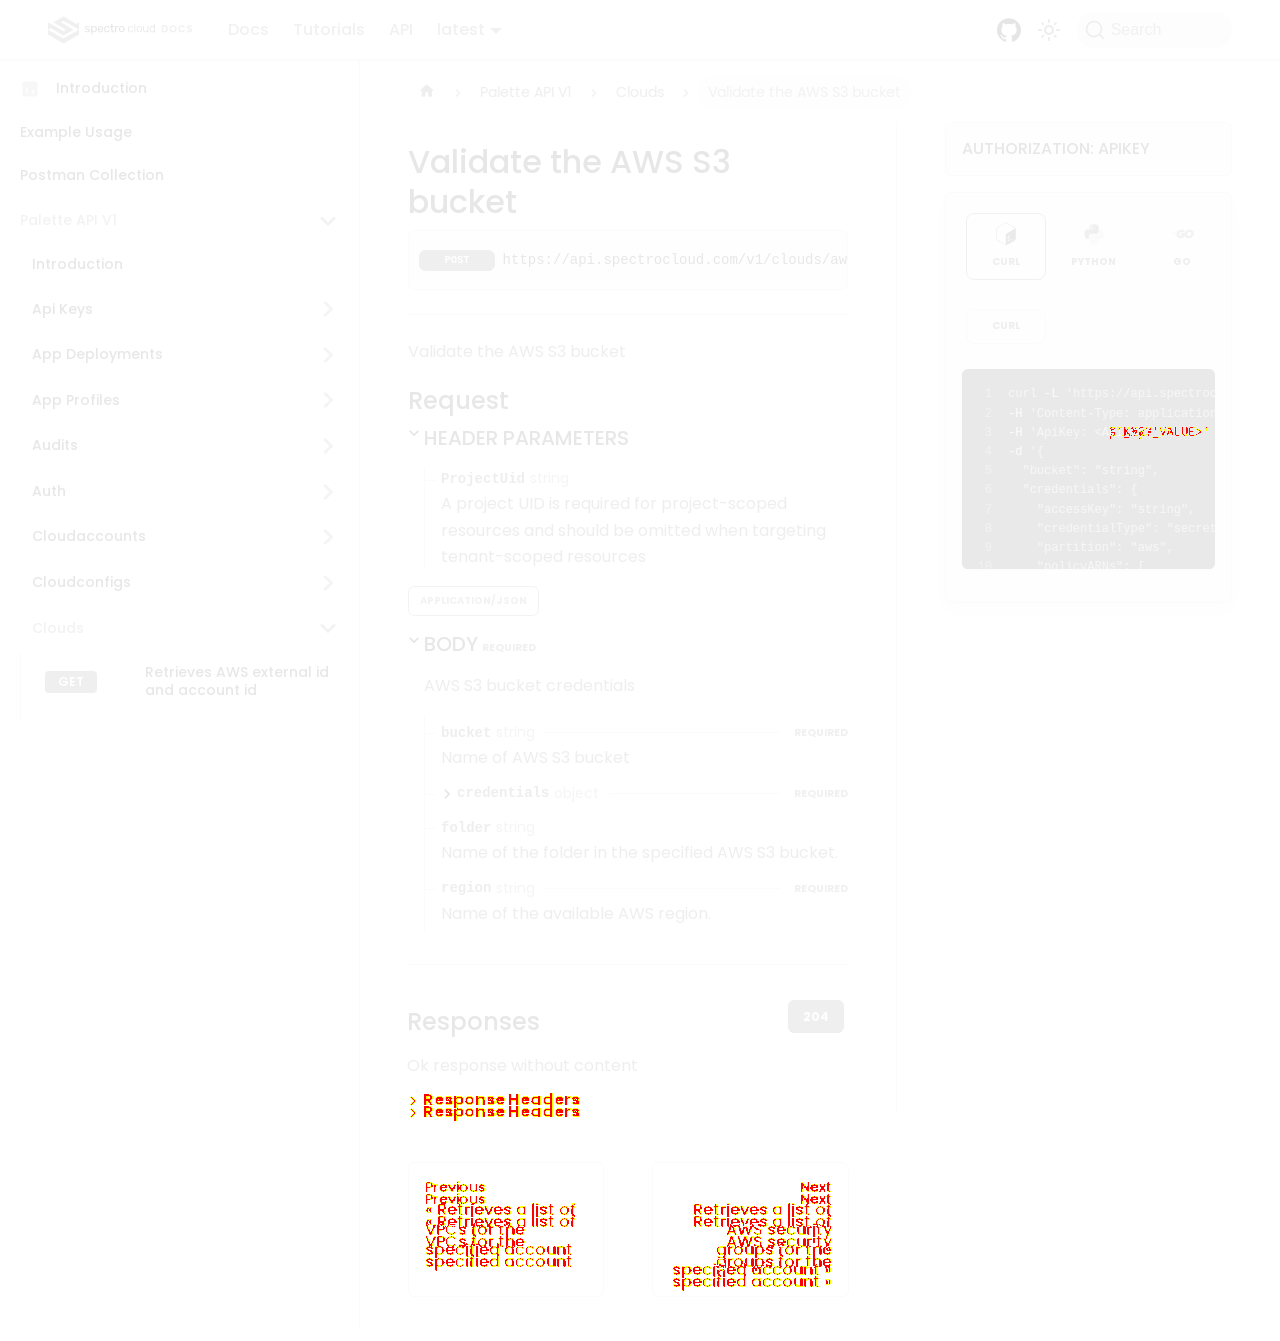 spectro cloud DOCS
Docs Tutorials API latest
Search
Introduction
Example Usage
Postman Collection
Palette API V1
Introduction
Api Keys
App Deployments
App Profiles
Audits
Auth
Cloudaccounts
Cloudconfigs
Clouds
GET Retrieves AWS external id
and account id
Palette API V1 Clouds Validate the AWS S3 bucket
Validate the AWS S3
bucket
POST https://api.spectrocloud.com/v1/clouds/aw
Validate the AWS S3 bucket
Request
HEADER PARAMETERS
ProjectUid string
A project UID is required for project-scoped
resources and should be omitted when targeting
tenant-scoped resources
APPLICATION/JSON
BODY REQUIRED
AWS S3 bucket credentials
bucket string REQUIRED
Name of AWS S3 bucket
credentials object REQUIRED
folder string
Name of the folder in the specified AWS S3 bucket.
region string REQUIRED
Name of the available AWS region.
Responses 204
Ok response without content
Response Headers
Response Headers
Previous
Previous
« Retrieves a list of
« Retrieves a list of
VPCs for the
VPCs for the
specified account
specified account
Next
Next
Retrieves a list of
Retrieves a list of
AWS security
AWS security
groups for the
groups for the
specified account »
specified account »
AUTHORIZATION: APIKEY
CURL PYTHON GO
CURL
1 curl -L 'https://api.spectroc
2 -H 'Content-Type: application
3 -H 'ApiKey: <A VALUE>'
4 -d '{
5 "bucket": "string",
6 "credentials": {
7 "accessKey": "string",
8 "credentialType": "secret
9 "partition": "aws",
10 "policyARNs": [